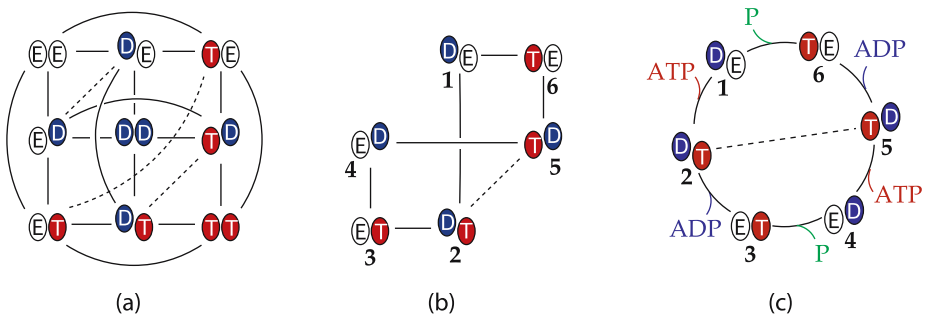 E E D E T E
E D D D T D
E T D T T T
(a)
D E T E
1 6
E D T D
4 5
E T D T
3 2
(b)
P
D E T E
1 6
ATP ADP
D T T D
2 5
ADP ATP
E T E D
3 4
P
(c)